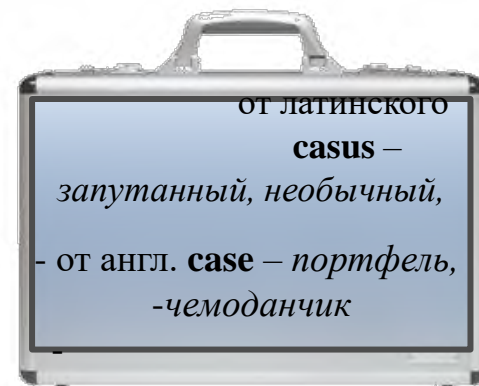 от латинского
casus –
запутанный, необычный,
- от англ. case – портфель,
-чемоданчик
-